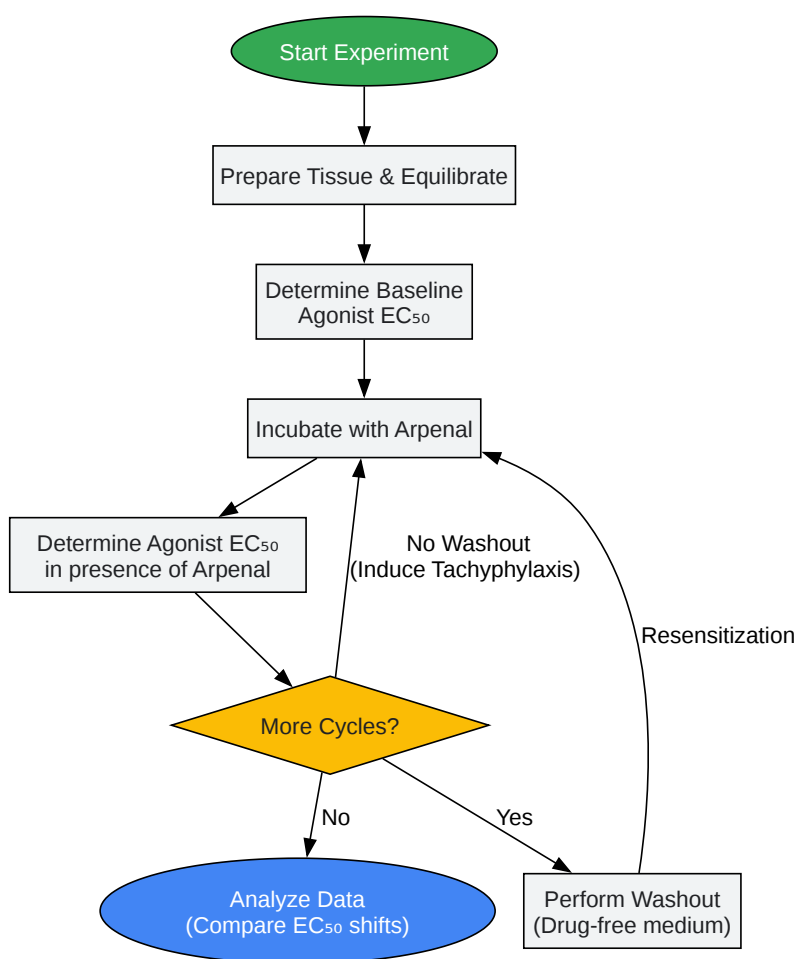 Start Experiment
Prepare Tissue & Equilibrate
Determine Baseline
Agonist EC₅₀
Incubate with Arpenal
Determine Agonist EC₅₀
in presence of Arpenal
No Washout
(Induce Tachyphylaxis)
Resensitization
More Cycles?
No
Yes
Analyze Data
(Compare EC₅₀ shifts)
Perform Washout
(Drug-free medium)